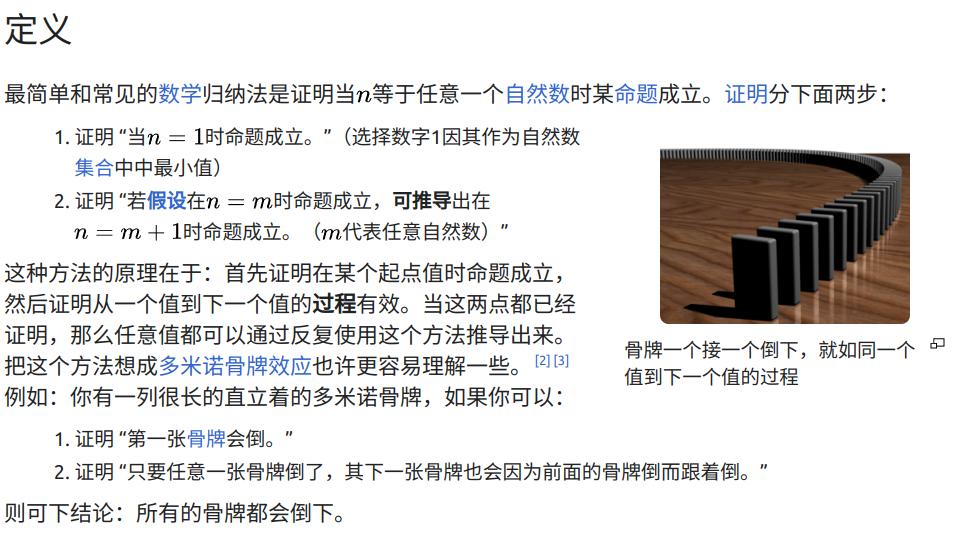 定义
最简单和常见的数学归纳法是证明当n等于任意一个自然数时某命题成立。证明分下面两步：
1. 证明 “当n = 1时命题成立。”（选择数字1因其作为自然数
集合中中最小值）
2. 证明 “若假设在n = m时命题成立，可推导出在
n = m + 1时命题成立。（m代表任意自然数）”
这种方法的原理在于：首先证明在某个起点值时命题成立，
然后证明从一个值到下一个值的过程有效。当这两点都已经
证明，那么任意值都可以通过反复使用这个方法推导出来。
把这个方法想成多米诺骨牌效应也许更容易理解一些。[2] [3]
例如：你有一列很长的直立着的多米诺骨牌，如果你可以：
1. 证明 “第一张骨牌会倒。”
2. 证明 “只要任意一张骨牌倒了，其下一张骨牌也会因为前面的骨牌倒而跟着倒。”
则可下结论：所有的骨牌都会倒下。
骨牌一个接一个倒下，就如同一个
值到下一个值的过程